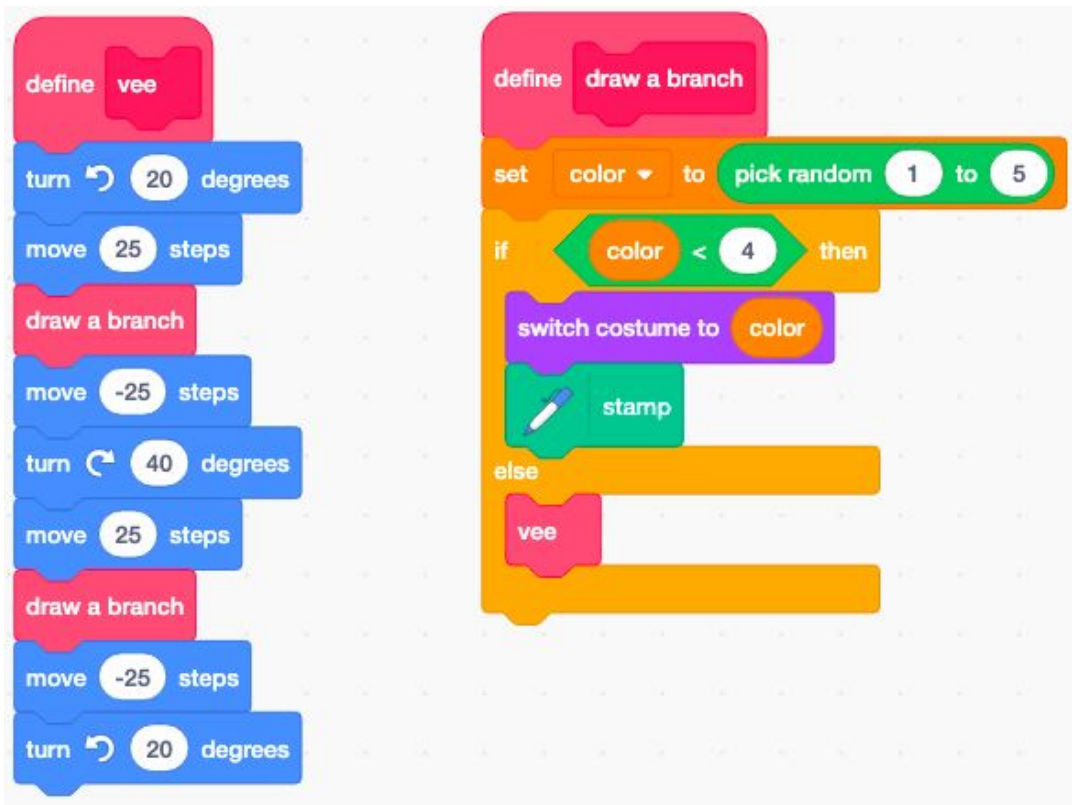 define vee
turn 20 degrees
move 25 steps
draw a branch
move -25 steps
turn 40 degrees
move 25 steps
draw a branch
move -25 steps
turn 20 degrees
define draw a branch
set color to pick random 1 to 5
if color < 4 then
switch costume to color
stamp
else
vee